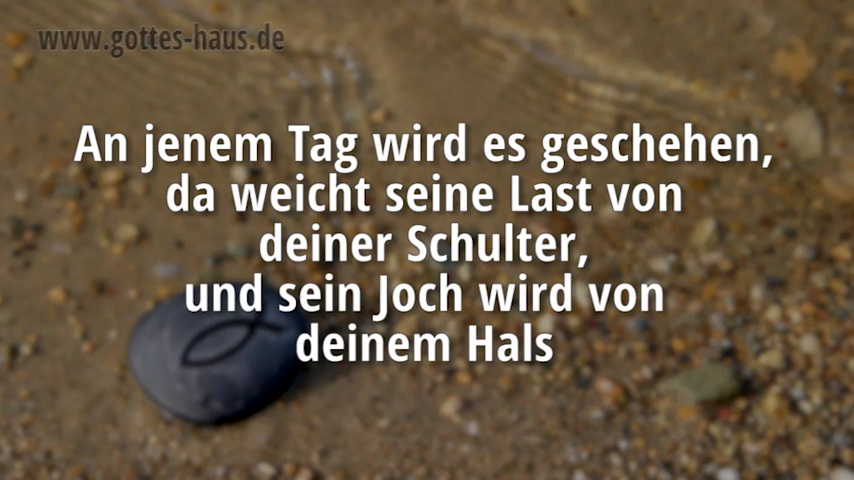 www.gottes-haus.de
An jenem Tag wird es geschehen,
da weicht seine Last von
deiner Schulter,
und sein Joch wird von
deinem Hals